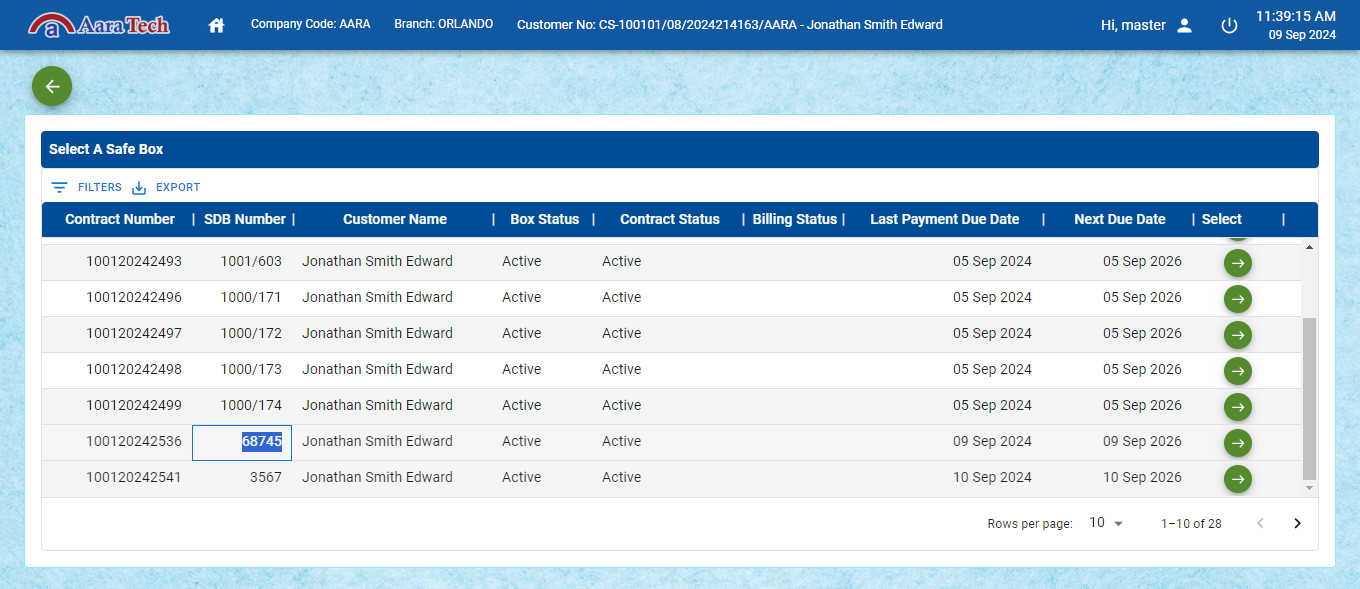 AaraTech Company Code: AARA Branch: ORLANDO Customer No: CS-100101/08/2024214163/AARA - Jonathan Smith Edward Hi, master 11:39:15 AM
09 Sep 2024
Select A Safe Box
FILTERS EXPORT
Contract Number | SDB Number | Customer Name | Box Status | Contract Status | Billing Status | Last Payment Due Date | Next Due Date | Select |
100120242493 1001/603 Jonathan Smith Edward Active Active 05 Sep 2024 05 Sep 2026
100120242496 1000/171 Jonathan Smith Edward Active Active 05 Sep 2024 05 Sep 2026
100120242497 1000/172 Jonathan Smith Edward Active Active 05 Sep 2024 05 Sep 2026
100120242498 1000/173 Jonathan Smith Edward Active Active 05 Sep 2024 05 Sep 2026
100120242499 1000/174 Jonathan Smith Edward Active Active 05 Sep 2024 05 Sep 2026
100120242536 68745 Jonathan Smith Edward Active Active 09 Sep 2024 09 Sep 2026
100120242541 3567 Jonathan Smith Edward Active Active 10 Sep 2024 10 Sep 2026
Rows per page: 10 1–10 of 28